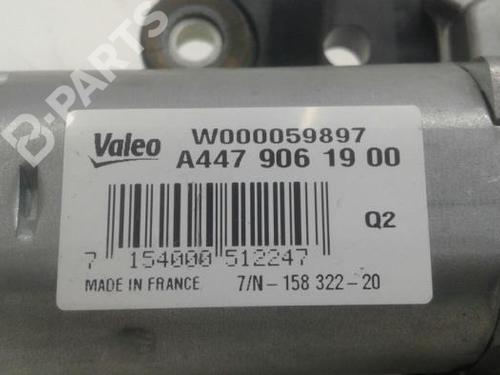 B-PARTS
Valeo
W000059897
A447 906 19 00
Q2
7 154000 512247
MADE IN FRANCE
7/N-158 322-20